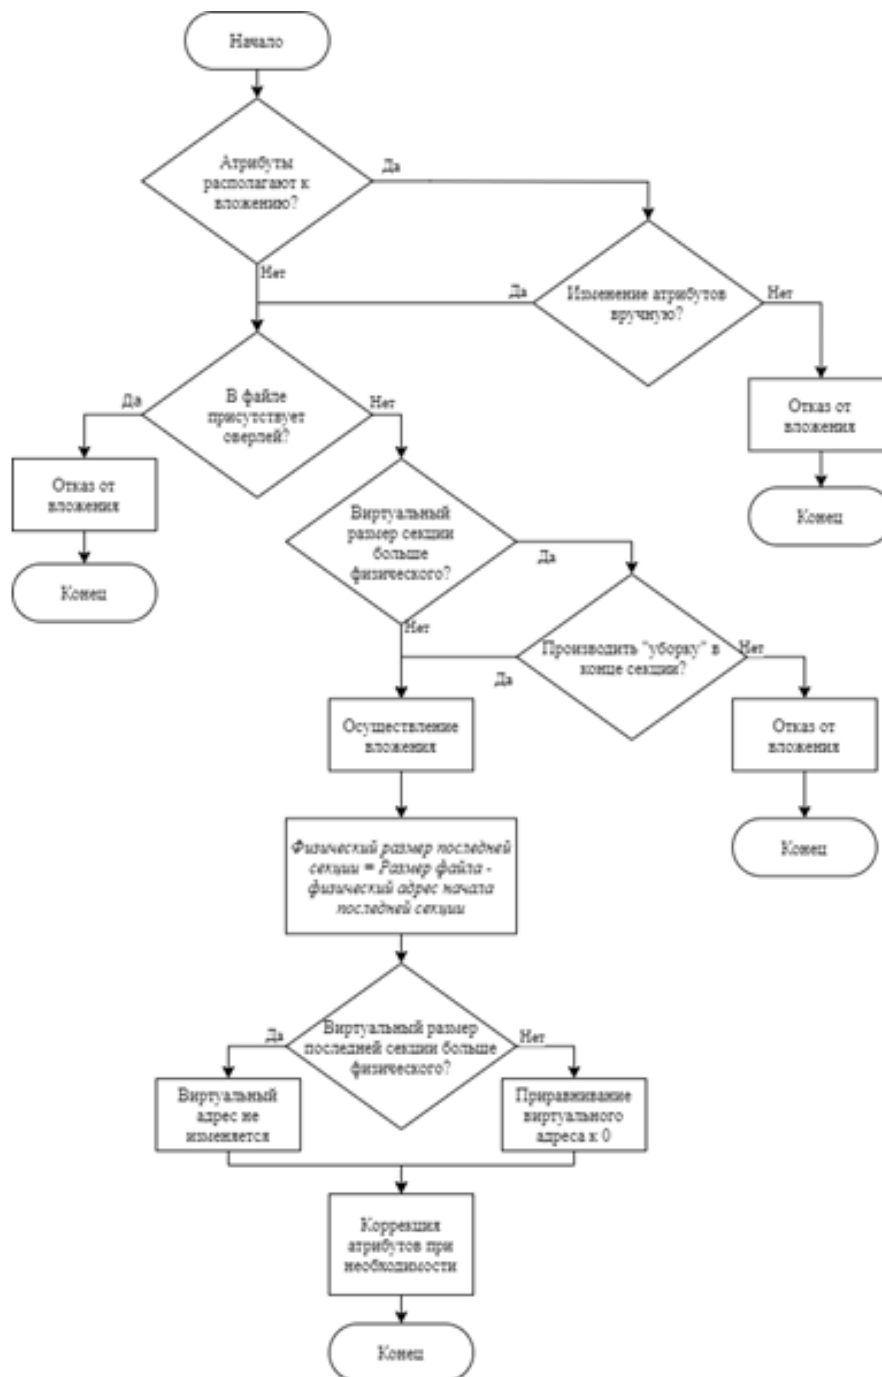 Начало
Атрибуты
располагают к
вложению?
Да
Нет
Изменение атрибутов
вручную?
Да
Нет
Отказ от
вложения
Конец
В файле
присутствует
оверлей?
Да
Нет
Отказ от
вложения
Конец
Виртуальный
размер секции
больше
физического?
Да
Нет
Производить "уборку" в
конце секции?
Да
Нет
Отказ от
вложения
Конец
Осуществление
вложения
Физический размер последней
секции = Размер файла -
физический адрес начала
последней секции
Виртуальный размер
последней секции больше
физического?
Да
Нет
Виртуальный
адрес не
изменяется
Приравнивание
виртуального
адреса к 0
Коррекция
атрибутов при
необходимости
Конец